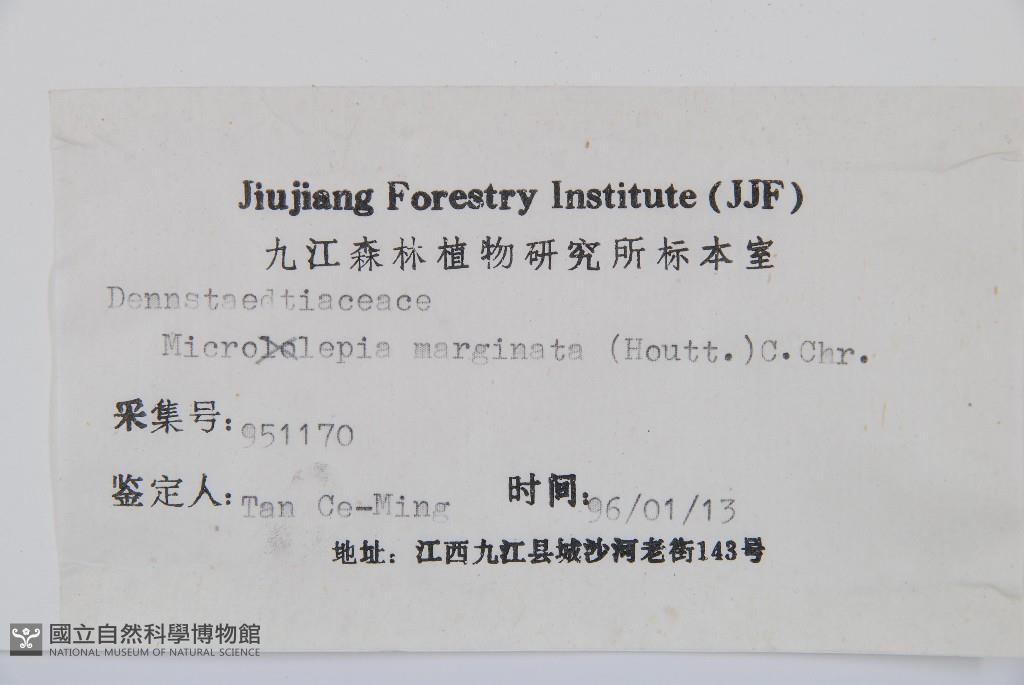 Jiujiang Forestry Institute (JJF)
九江森林植物研究所标本室
Dennstaedtiaceace
Microlepia marginata (Houtt.)C.Chr.
采集号:951170
鉴定人:Tan Ce-Ming 时间:96/01/13
地址:江西九江县城沙河老街143号
國立自然科學博物館
NATIONAL MUSEUM OF NATURAL SCIENCE